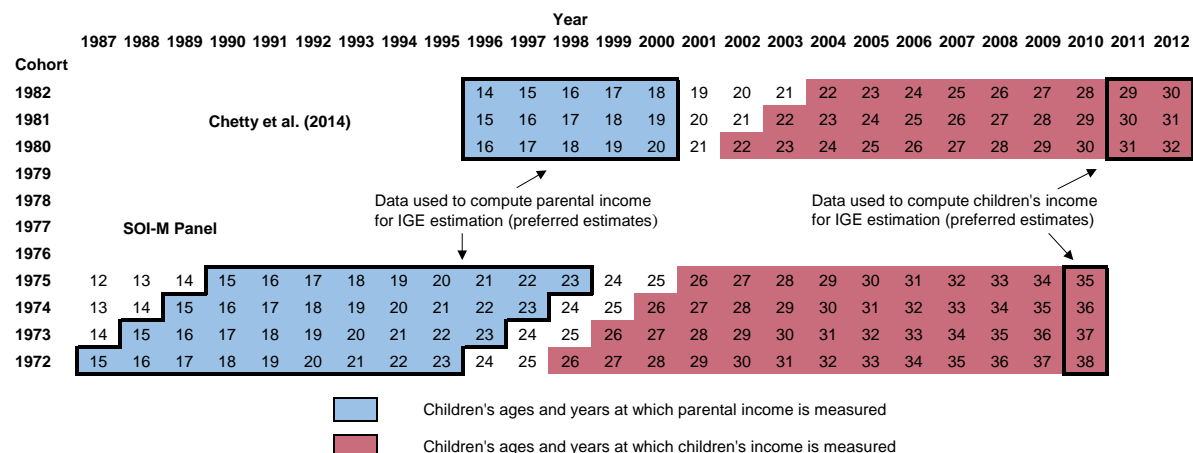 Year
1987 1988 1989 1990 1991 1992 1993 1994 1995 1996 1997 1998 1999 2000 2001 2002 2003 2004 2005 2006 2007 2008 2009 2010 2011 2012
Cohort
1982 14 15 16 17 18 19 20 21 22 23 24 25 26 27 28 29 30
1981 Chetty et al. (2014) 15 16 17 18 19 20 21 22 23 24 25 26 27 28 29 30 31
1980 16 17 18 19 20 21 22 23 24 25 26 27 28 29 30 31 32
1979
1978 Data used to compute parental income Data used to compute children's income
1977 SOI-M Panel for IGE estimation (preferred estimates) for IGE estimation (preferred estimates)
1976
1975 12 13 14 15 16 17 18 19 20 21 22 23 24 25 26 27 28 29 30 31 32 33 34 35
1974 13 14 15 16 17 18 19 20 21 22 23 24 25 26 27 28 29 30 31 32 33 34 35 36
1973 14 15 16 17 18 19 20 21 22 23 24 25 26 27 28 29 30 31 32 33 34 35 36 37
1972 15 16 17 18 19 20 21 22 23 24 25 26 27 28 29 30 31 32 33 34 35 36 37 38
Children's ages and years at which parental income is measured
Children's ages and years at which children's income is measured